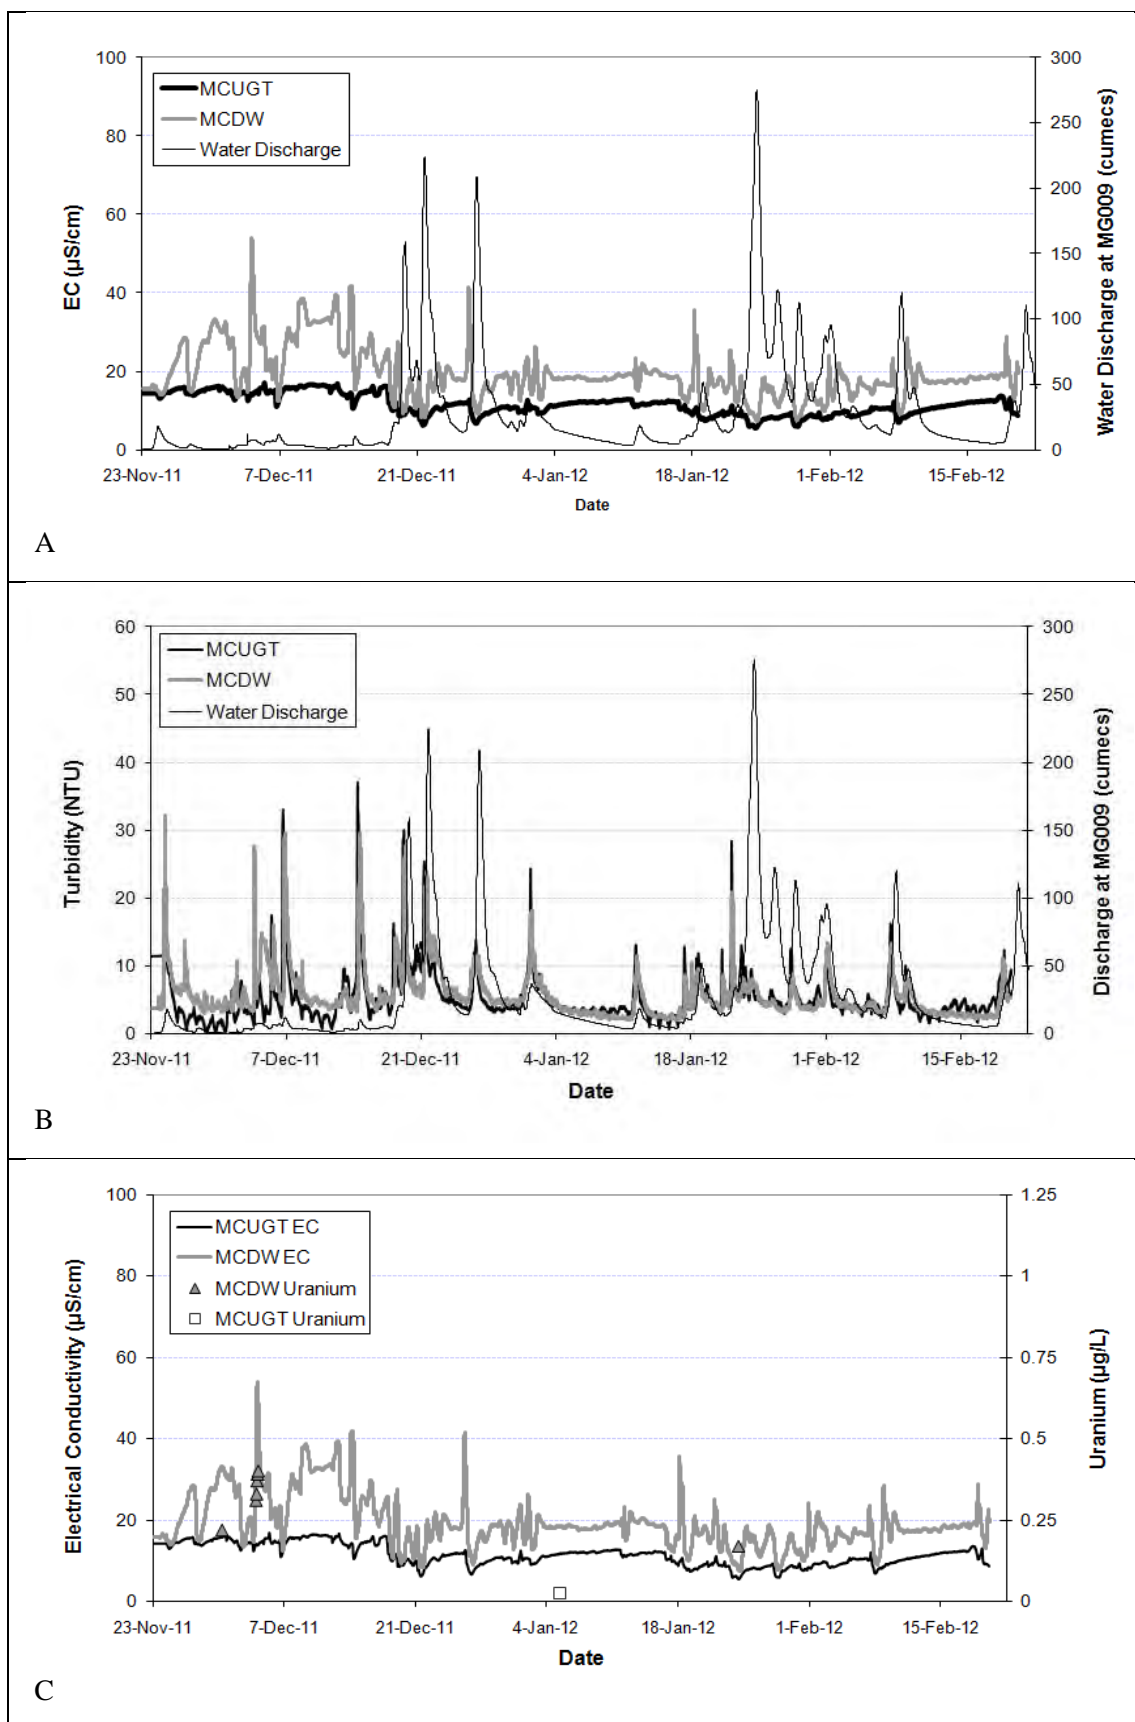 100
80
60
40
20
0
EC (µS/cm)
MCUGT
MCDW
Water Discharge
300
250
200
150
100
50
0
Water Discharge at MG009 (cumecs)
23-Nov-11 7-Dec-11 21-Dec-11 4-Jan-12 18-Jan-12 1-Feb-12 15-Feb-12
Date
A
60
50
40
30
20
10
0
Turbidity (NTU)
MCUGT
MCDW
Water Discharge
300
250
200
150
100
50
0
Discharge at MG009 (cumecs)
23-Nov-11 7-Dec-11 21-Dec-11 4-Jan-12 18-Jan-12 1-Feb-12 15-Feb-12
Date
B
100
80
60
40
20
0
Electrical Conductivity (µS/cm)
MCUGT EC
MCDW EC
MCDW Uranium
MCUGT Uranium
1.25
1
0.75
0.5
0.25
0
Uranium (µg/L)
23-Nov-11 7-Dec-11 21-Dec-11 4-Jan-12 18-Jan-12 1-Feb-12 15-Feb-12
Date
C